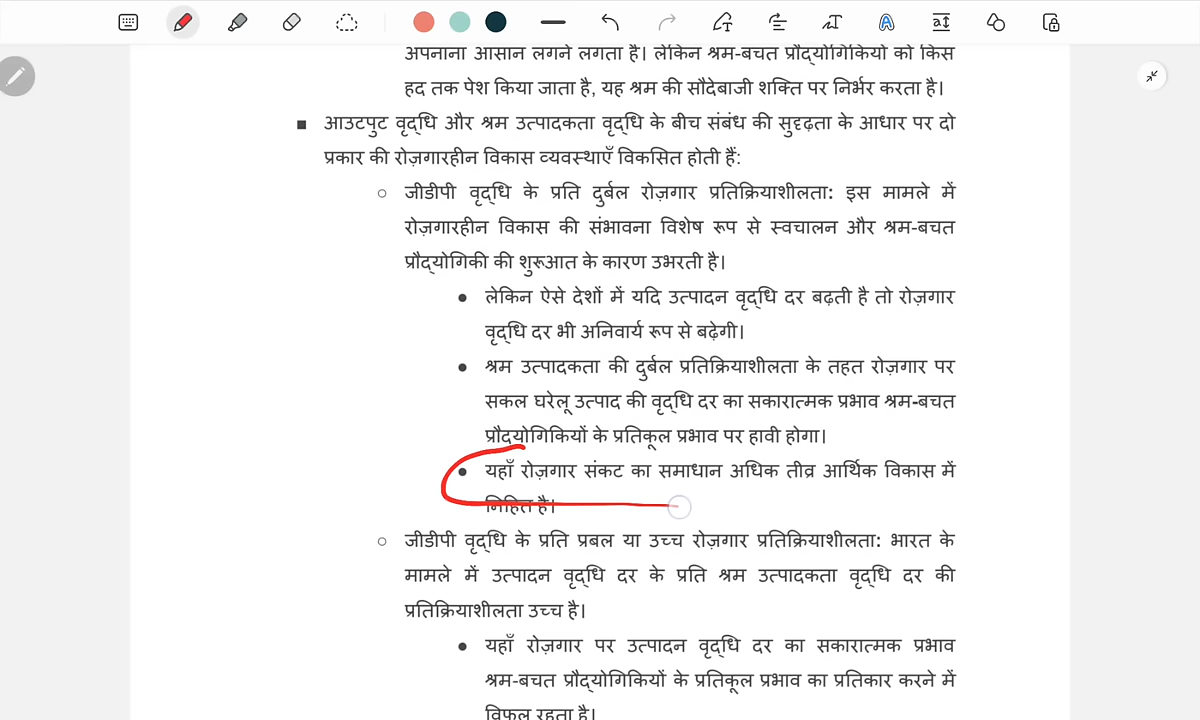 अपनाना आसान लगने लगता है। लेकिन श्रम-बचत प्रौद्योगिकियों को किस
हद तक पेश किया जाता है, यह श्रम की सौदेबाजी शक्ति पर निर्भर करता है।
■ आउटपुट वृद्धि और श्रम उत्पादकता वृद्धि के बीच संबंध की सुदृढ़ता के आधार पर दो
प्रकार की रोज़गारहीन विकास व्यवस्थाएँ विकसित होती हैं:
○ जीडीपी वृद्धि के प्रति दुर्बल रोज़गार प्रतिक्रियाशीलता: इस मामले में
रोज़गारहीन विकास की संभावना विशेष रूप से स्वचालन और श्रम-बचत
प्रौद्योगिकी की शुरूआत के कारण उभरती है।
● लेकिन ऐसे देशों में यदि उत्पादन वृद्धि दर बढ़ती है तो रोज़गार
वृद्धि दर भी अनिवार्य रूप से बढ़ेगी।
● श्रम उत्पादकता की दुर्बल प्रतिक्रियाशीलता के तहत रोज़गार पर
सकल घरेलू उत्पाद की वृद्धि दर का सकारात्मक प्रभाव श्रम-बचत
प्रौद्योगिकियों के प्रतिकूल प्रभाव पर हावी होगा।
● यहाँ रोज़गार संकट का समाधान अधिक तीव्र आर्थिक विकास में
निहित है।
○ जीडीपी वृद्धि के प्रति प्रबल या उच्च रोज़गार प्रतिक्रियाशीलता: भारत के
मामले में उत्पादन वृद्धि दर के प्रति श्रम उत्पादकता वृद्धि दर की
प्रतिक्रियाशीलता उच्च है।
● यहाँ रोज़गार पर उत्पादन वृद्धि दर का सकारात्मक प्रभाव
श्रम-बचत प्रौद्योगिकियों के प्रतिकूल प्रभाव का प्रतिकार करने में
विफल रहता है।